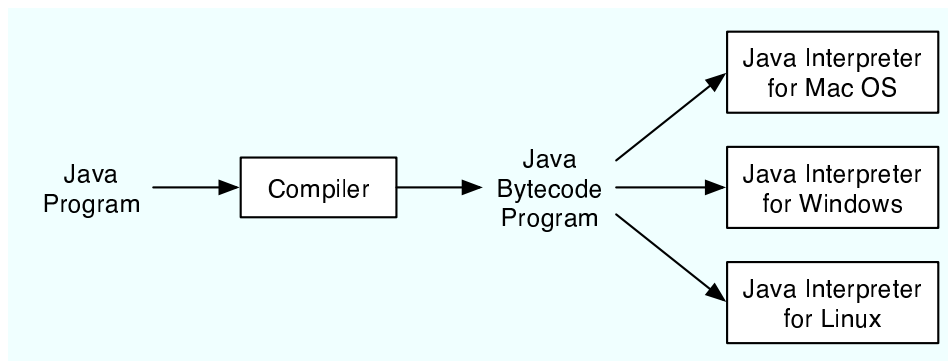 Java
Program
Compiler
Java
Bytecode
Program
Java Interpreter
for Mac OS
Java Interpreter
for Windows
Java Interpreter
for Linux